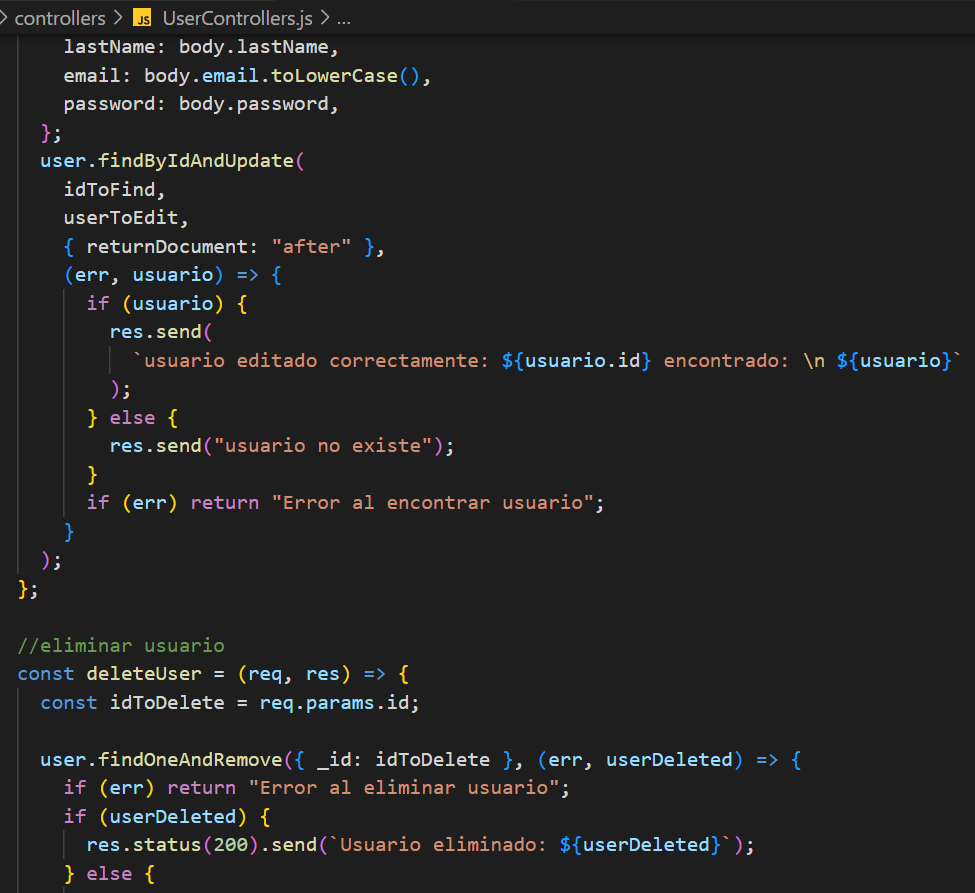 controllers > JS UserControllers.js > ...
lastName: body.lastName,
email: body.email.toLowerCase(),
password: body.password,
};
user.findByIdAndUpdate(
idToFind,
userToEdit,
{ returnDocument: "after" },
(err, usuario) => {
if (usuario) {
res.send(
`usuario editado correctamente: ${usuario.id} encontrado: \n ${usuario}`
);
} else {
res.send("usuario no existe");
}
if (err) return "Error al encontrar usuario";
}
);
};
//eliminar usuario
const deleteUser = (req, res) => {
const idToDelete = req.params.id;
user.findOneAndRemove({ _id: idToDelete }, (err, userDeleted) => {
if (err) return "Error al eliminar usuario";
if (userDeleted) {
res.status(200).send(`Usuario eliminado: ${userDeleted}`);
} else {